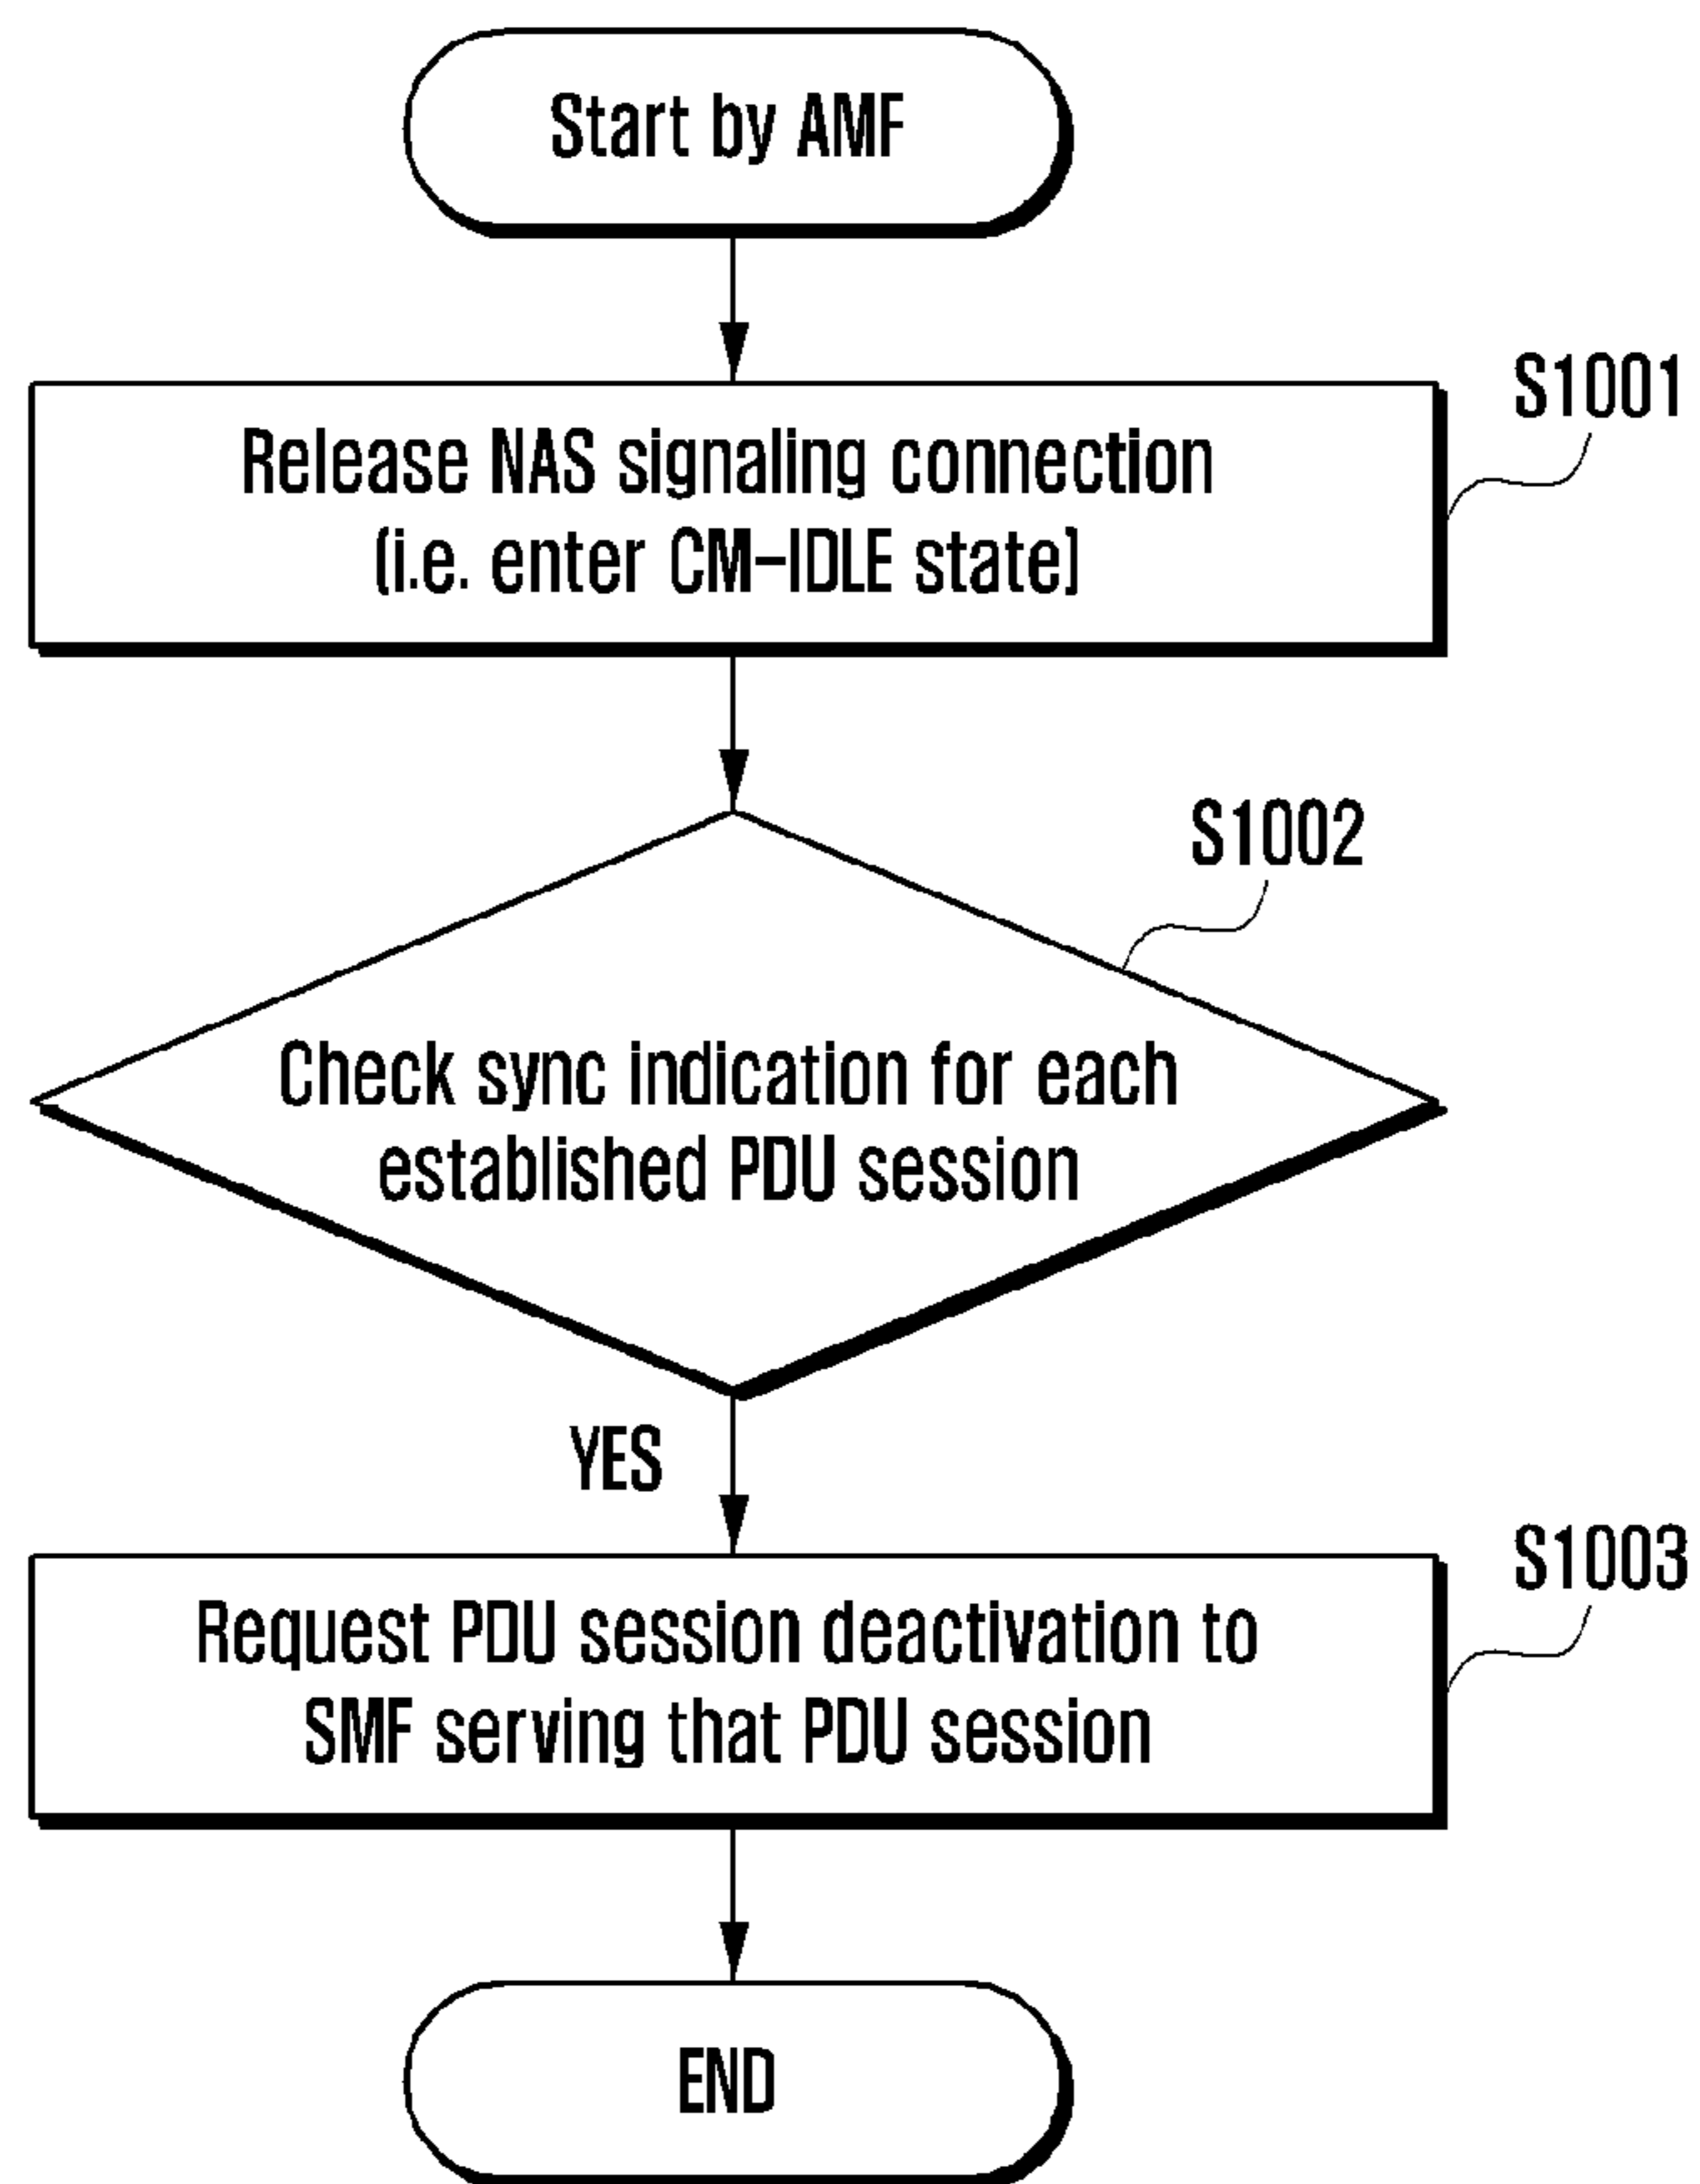 Start by AMF
S1001
Release NAS signaling connection
(i.e. enter CM-IDLE state)
S1002
Check sync indication for each
established PDU session
YES
S1003
Request PDU session deactivation to
SMF serving that PDU session
END